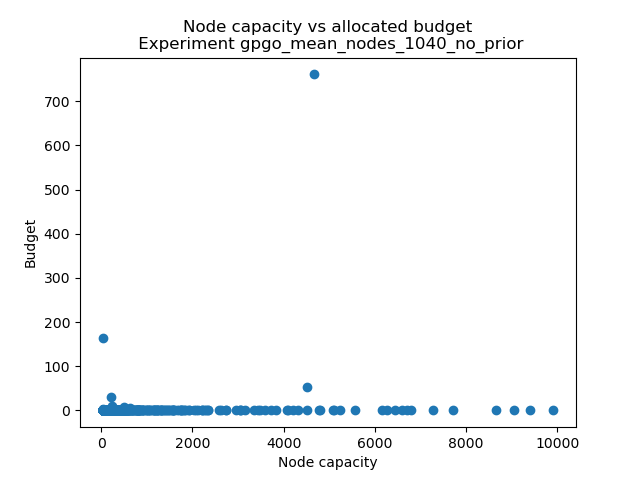 Node capacity vs allocated budget
Experiment gpgo_mean_nodes_1040_no_prior
700
600
500
400
300
200
100
0
Budget
0 2000 4000 6000 8000 10000
Node capacity